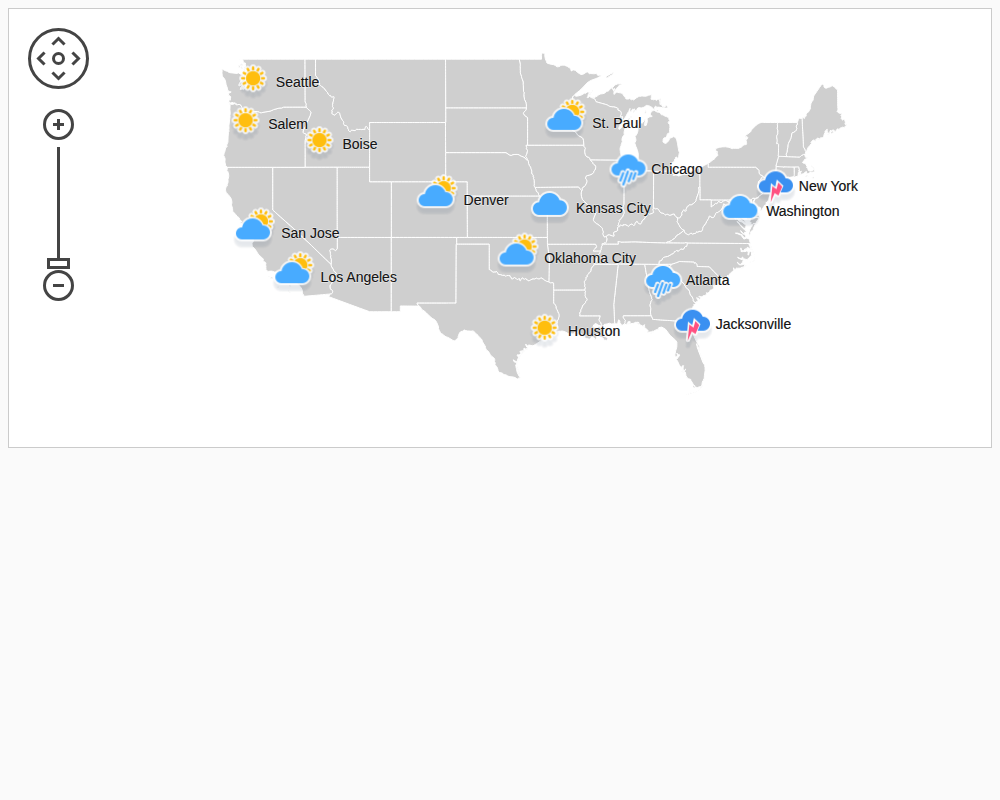 Seattle
Salem
St. Paul
Boise
Chicago
New York
Denver
Kansas City
Washington
San Jose
Oklahoma City
Los Angeles
Atlanta
Jacksonville
Houston